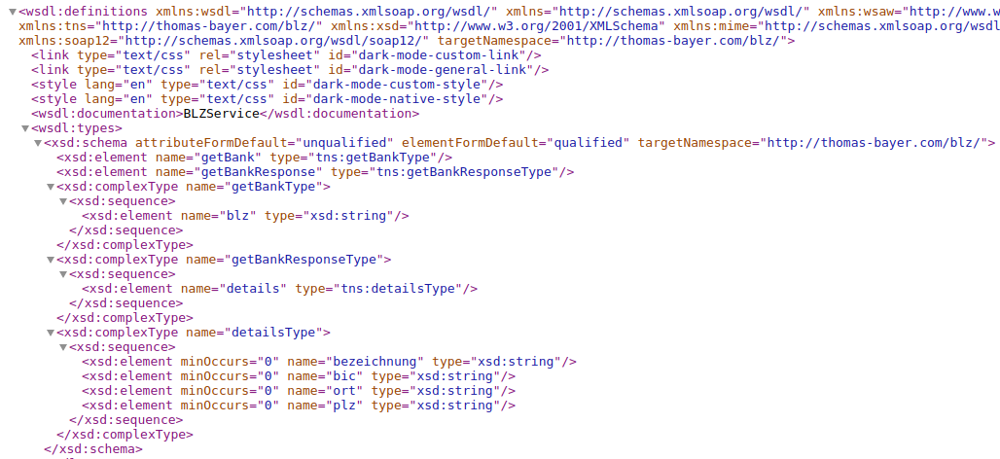 <wsdl:definitions xmlns:wsdl="http://schemas.xmlsoap.org/wsdl/" xmlns="http://schemas.xmlsoap.org/wsdl/" xmlns:wsaw="http://www.w
xmlns:tns="http://thomas-bayer.com/blz/" xmlns:xsd="http://www.w3.org/2001/XMLSchema" xmlns:mime="http://schemas.xmlsoap.org/wsdl
xmlns:soap12="http://schemas.xmlsoap.org/wsdl/soap12/" targetNamespace="http://thomas-bayer.com/blz/">
<link type="text/css" rel="stylesheet" id="dark-mode-custom-link"/>
<link type="text/css" rel="stylesheet" id="dark-mode-general-link"/>
<style lang="en" type="text/css" id="dark-mode-custom-style"/>
<style lang="en" type="text/css" id="dark-mode-native-style"/>
<wsdl:documentation>BLZService</wsdl:documentation>
<wsdl:types>
<xsd:schema attributeFormDefault="unqualified" elementFormDefault="qualified" targetNamespace="http://thomas-bayer.com/blz/">
<xsd:element name="getBank" type="tns:getBankType"/>
<xsd:element name="getBankResponse" type="tns:getBankResponseType"/>
<xsd:complexType name="getBankType">
<xsd:sequence>
<xsd:element name="blz" type="xsd:string"/>
</xsd:sequence>
</xsd:complexType>
<xsd:complexType name="getBankResponseType">
<xsd:sequence>
<xsd:element name="details" type="tns:detailsType"/>
</xsd:sequence>
</xsd:complexType>
<xsd:complexType name="detailsType">
<xsd:sequence>
<xsd:element minOccurs="0" name="bezeichnung" type="xsd:string"/>
<xsd:element minOccurs="0" name="bic" type="xsd:string"/>
<xsd:element minOccurs="0" name="ort" type="xsd:string"/>
<xsd:element minOccurs="0" name="plz" type="xsd:string"/>
</xsd:sequence>
</xsd:complexType>
</xsd:schema>